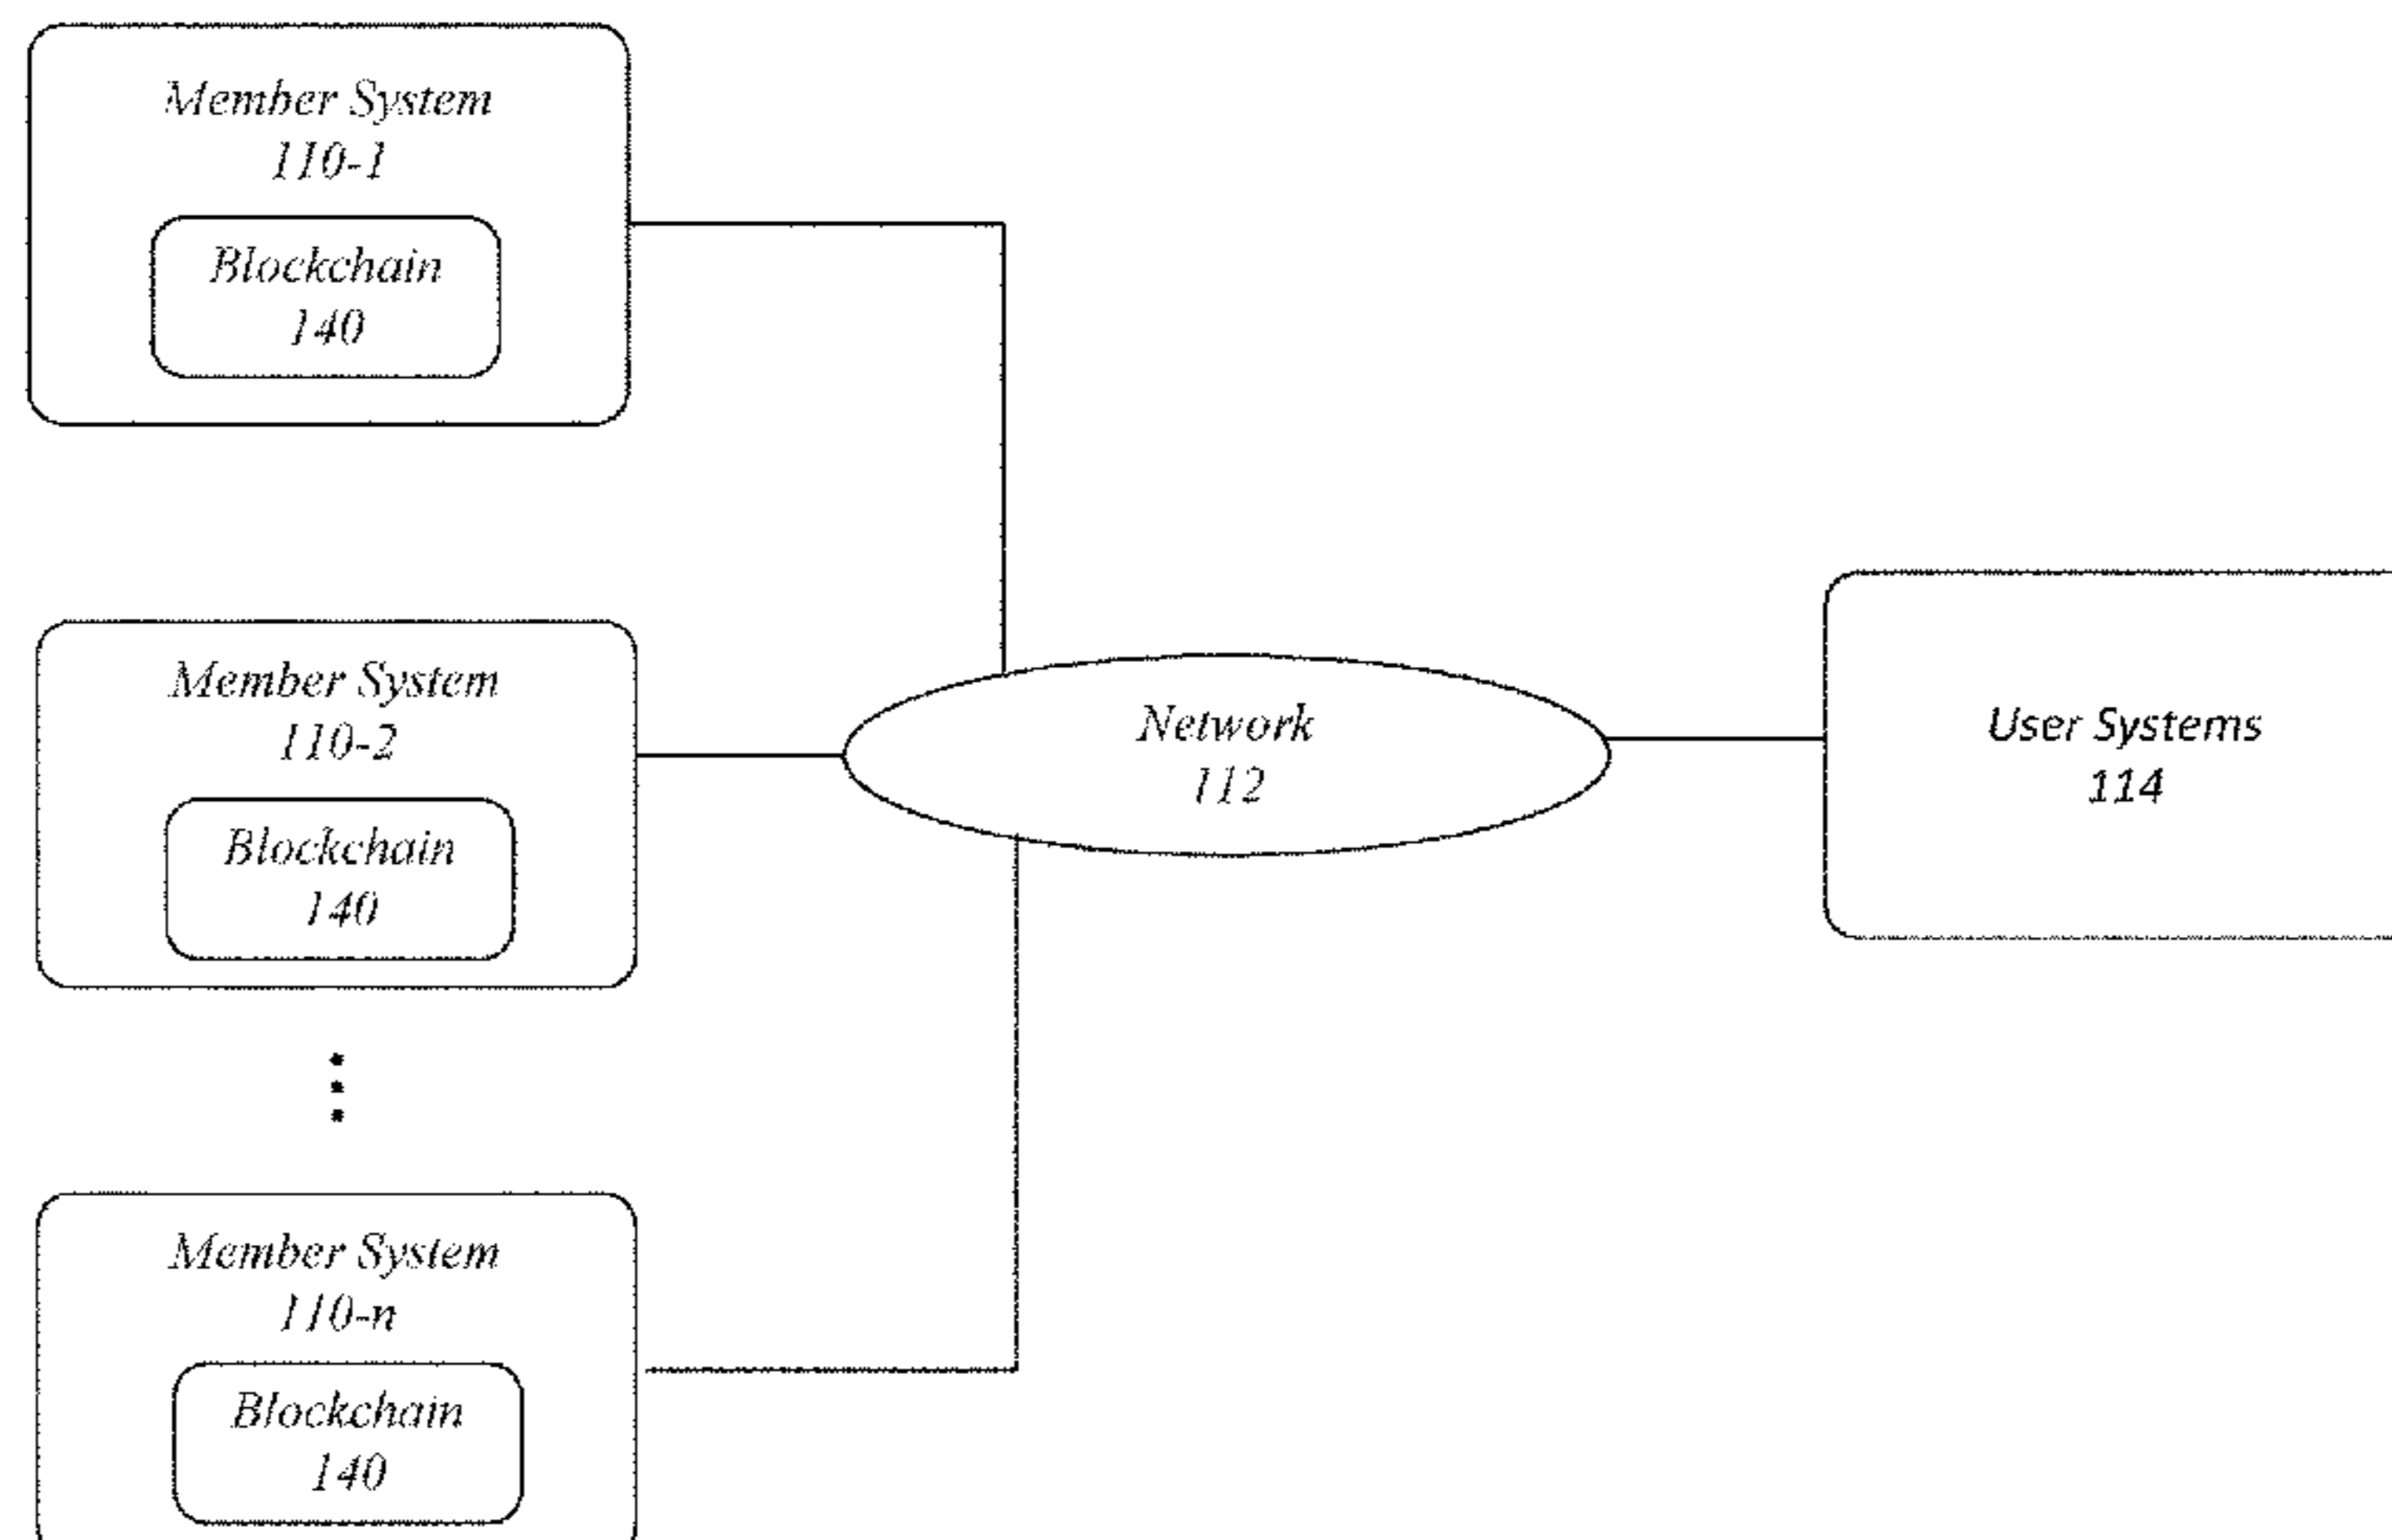 Member System
110-1
Blockchain
140
Member System
110-2
Blockchain
140
Network
112
User Systems
114
Member System
110-n
Blockchain
140